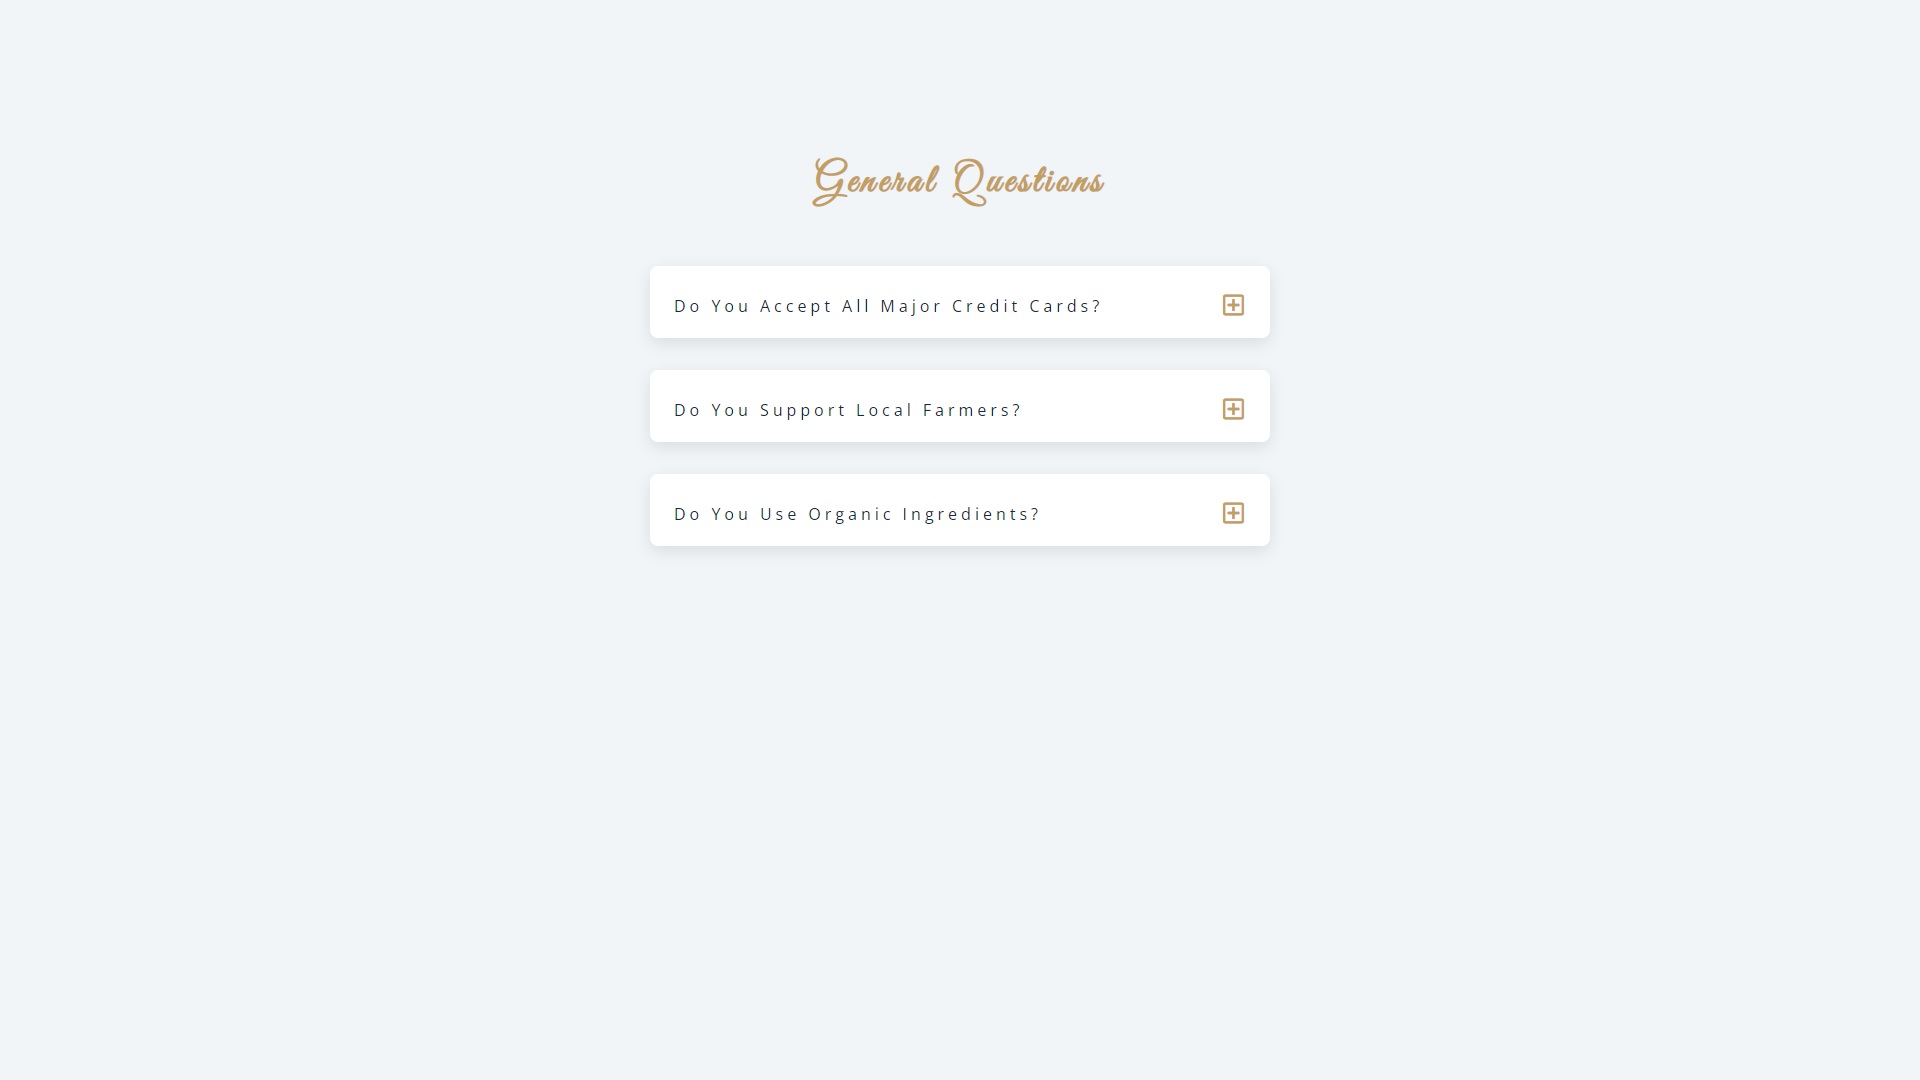 General Questions
Do You Accept All Major Credit Cards?
Do You Support Local Farmers?
Do You Use Organic Ingredients?